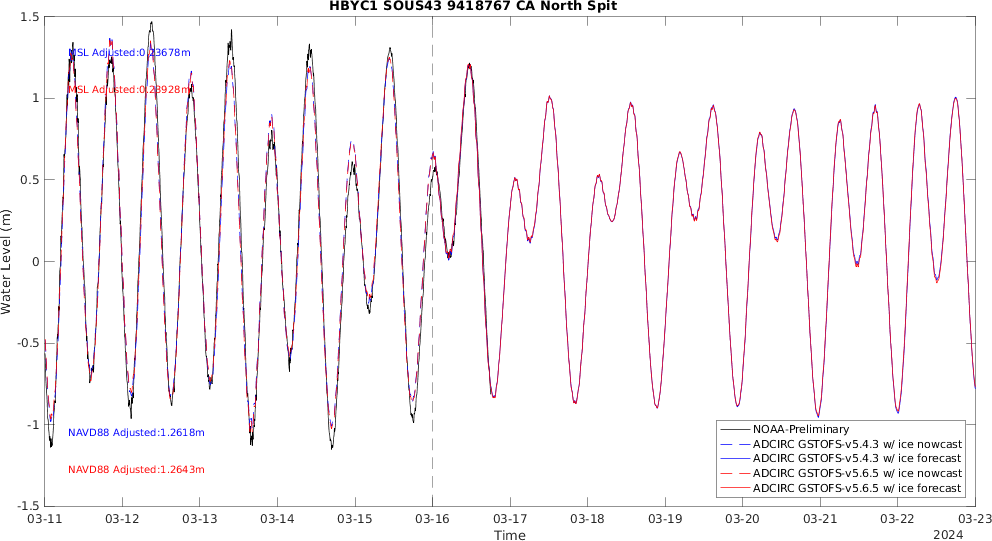 HBYC1 SOUS43 9418767 CA North Spit
Water Level (m)
1.5
1
0.5
0
-0.5
-1
-1.5
MSL Adjusted:0.23678m
MSL Adjusted:0.23928m
NAVD88 Adjusted:1.2618m
NAVD88 Adjusted:1.2643m
NOAA-Preliminary
ADCIRC GSTOFS-v5.4.3 w/ ice nowcast
ADCIRC GSTOFS-v5.4.3 w/ ice forecast
ADCIRC GSTOFS-v5.6.5 w/ ice nowcast
ADCIRC GSTOFS-v5.6.5 w/ ice forecast
03-11 03-12 03-13 03-14 03-15 03-16 03-17 03-18 03-19 03-20 03-21 03-22 03-23
Time
2024